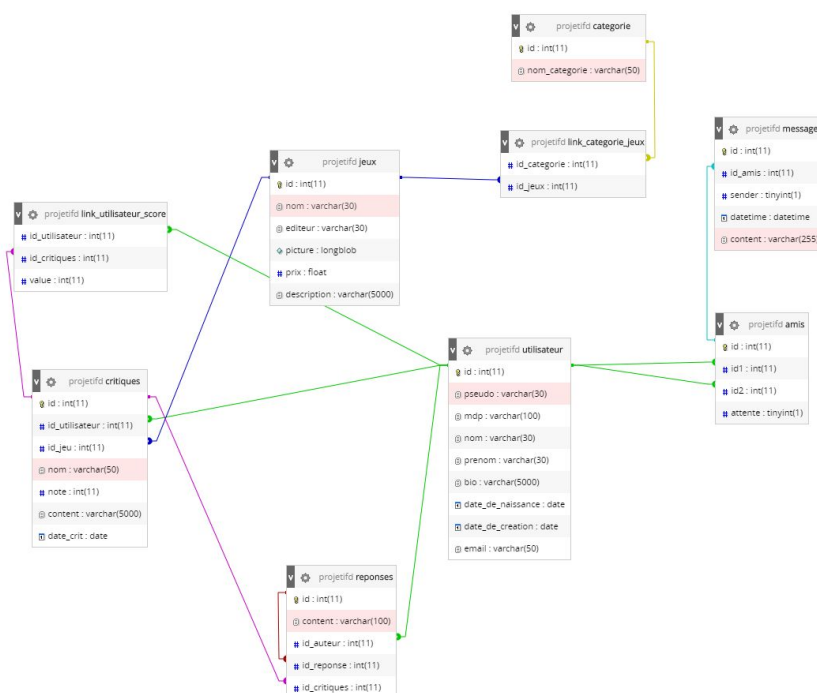 v projetifd categorie
id : int(11)
nom_categorie : varchar(50)
v projetifd message
id : int(11)
# id_amis : int(11)
# sender : tinyint(1)
datetime : datetime
content : varchar(255)
v projetifd link_categorie_jeux
# id_categorie : int(11)
# id_jeux : int(11)
v projetifd jeux
id : int(11)
nom : varchar(30)
editeur : varchar(30)
picture : longblob
# prix : float
description : varchar(5000)
v projetifd link_utilisateur_score
# id_utilisateur : int(11)
# id_critiques : int(11)
# value : int(11)
v projetifd amis
id : int(11)
# id1 : int(11)
# id2 : int(11)
# attente : tinyint(1)
v projetifd utilisateur
id : int(11)
pseudo : varchar(30)
mdp : varchar(100)
nom : varchar(30)
prenom : varchar(30)
bio : varchar(5000)
date_de_naissance : date
date_de_creation : date
email : varchar(50)
v projetifd critiques
id : int(11)
# id_utilisateur : int(11)
# id_jeu : int(11)
nom : varchar(50)
# note : int(11)
content : varchar(5000)
date_crit : date
v projetifd reponses
id : int(11)
content : varchar(100)
# id_auteur : int(11)
# id_reponse : int(11)
# id_critiques : int(11)